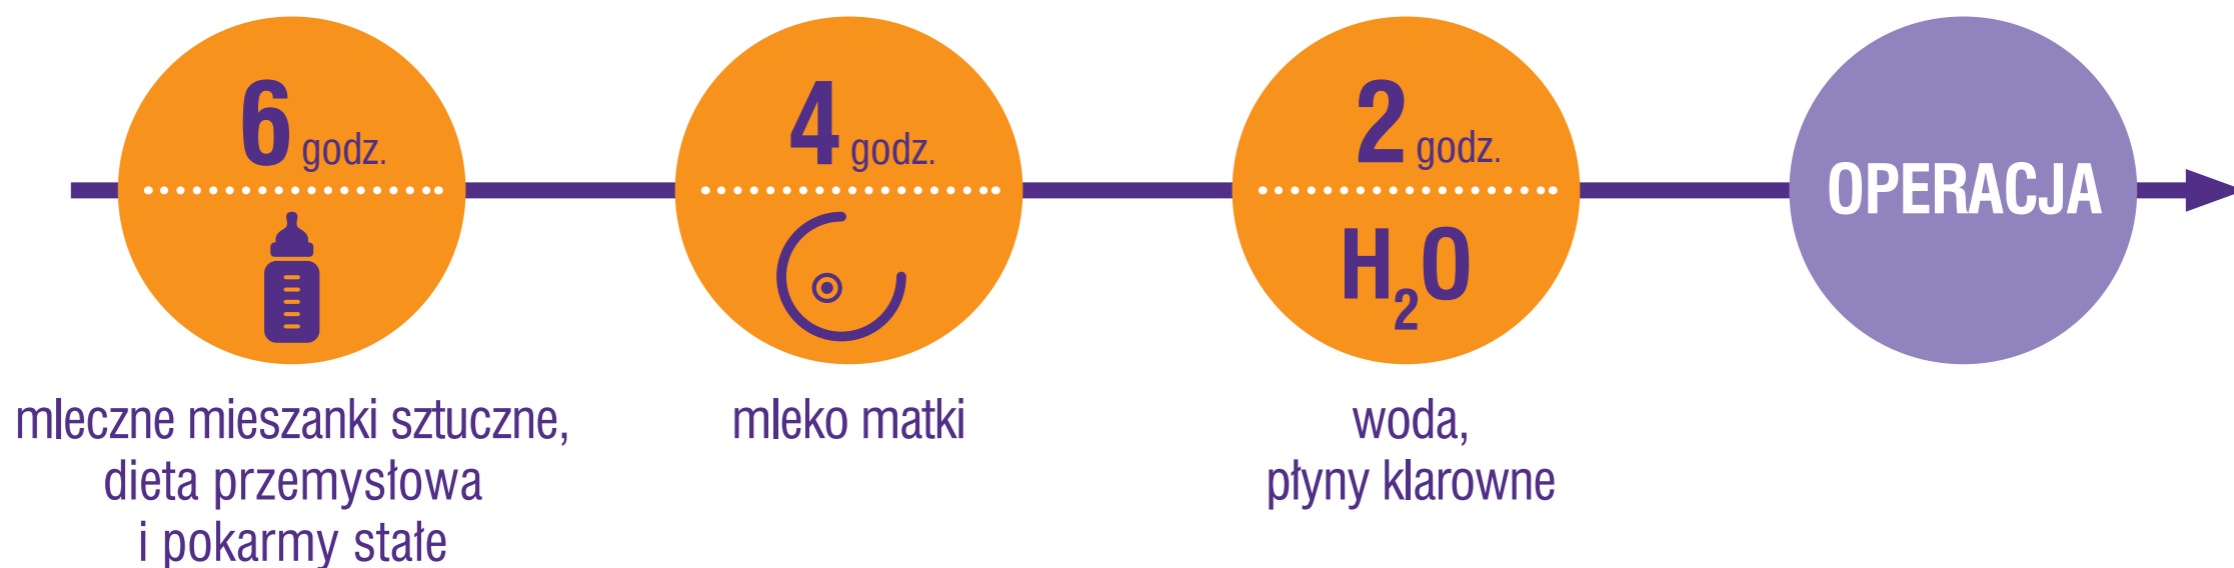 6 godz.
4 godz.
2 godz.
H₂O
OPERACJA
mleczne mieszanki sztuczne,
dieta przemysłowa
i pokarmy stałe
mleko matki
woda,
płyny klarowne